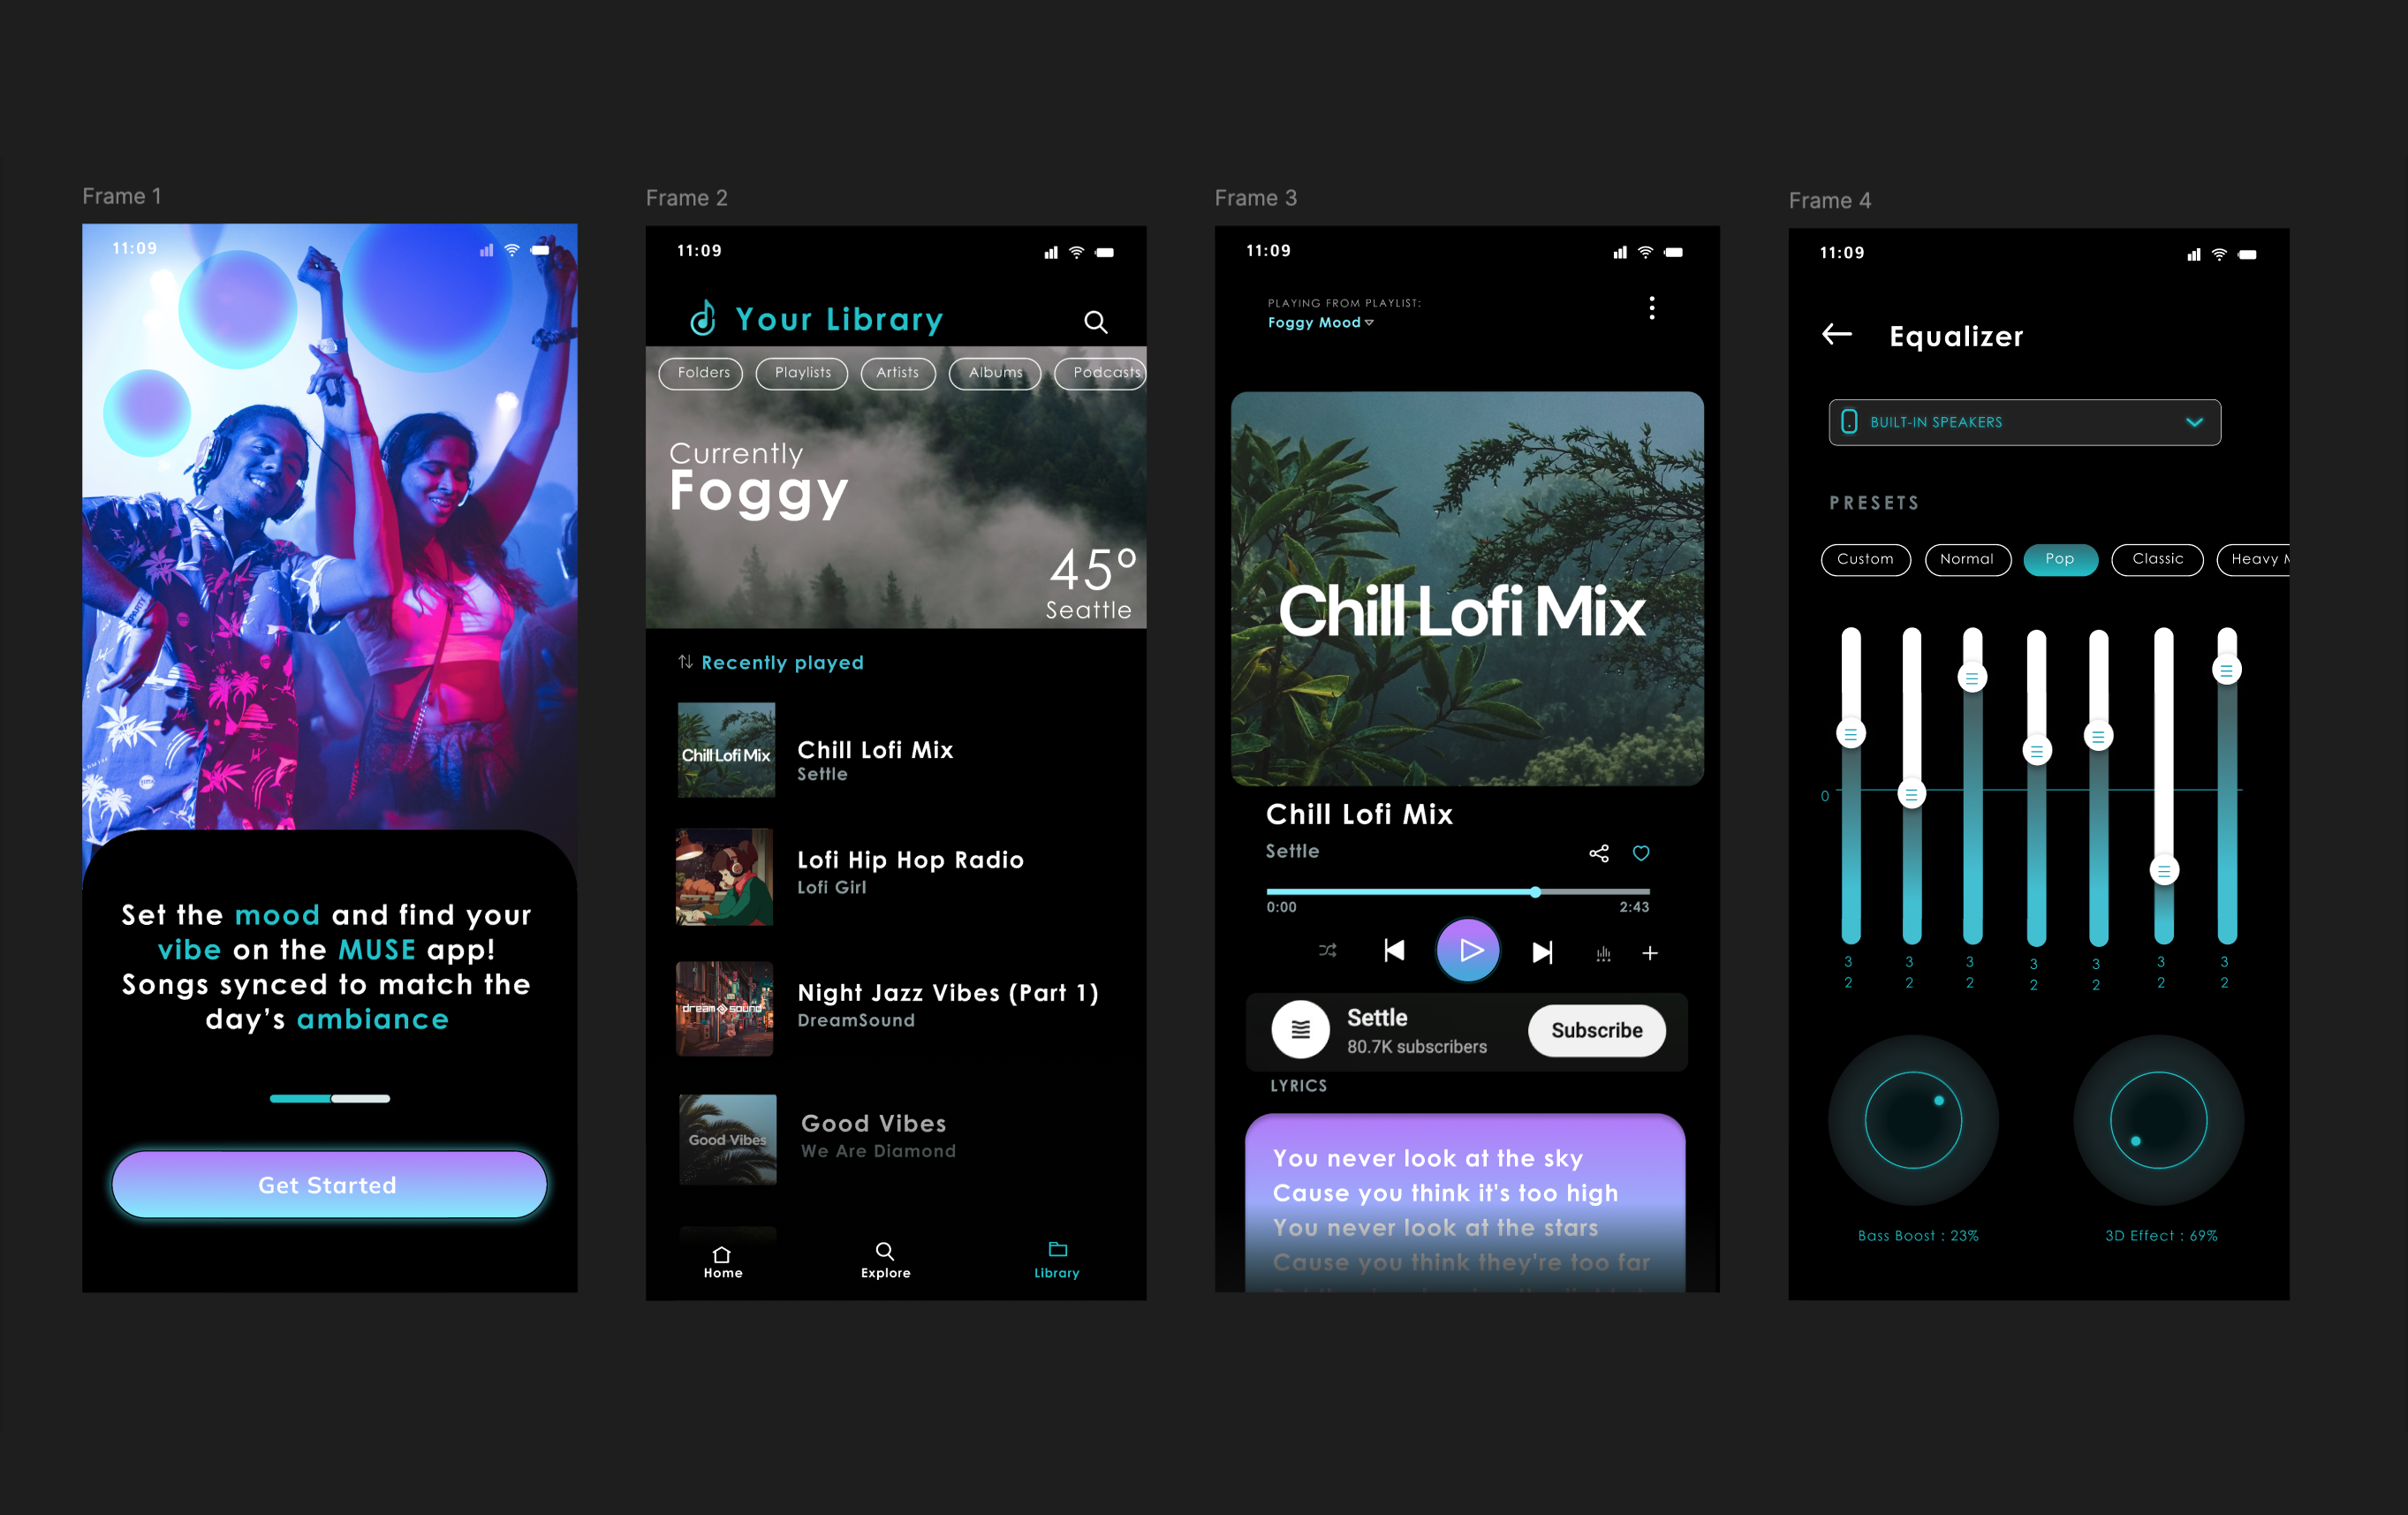 Frame 1
11:09
Set the mood and find your
vibe on the MUSE app!
Songs synced to match the
day's ambiance
Get Started
Frame 2
11:09
Your Library
Folders
Playlists
Artists
Albums
Podcasts
Currently
Foggy
45º
Seattle
Recently played
Chill Lofi Mix
Chill Lofi Mix
Settle
Lofi Hip Hop Radio
Lofi Girl
dream sound
Night Jazz Vibes (Part 1)
DreamSound
Good Vibes
Good Vibes
We Are Diamond
Home
Explore
Library
Frame 3
11:09
PLAYING FROM PLAYLIST:
Foggy Mood
Chill Lofi Mix
Chill Lofi Mix
Settle
0:00
2:43
Settle
80.7K subscribers
Subscribe
LYRICS
You never look at the sky
Cause you think it's too high
You never look at the stars
Cause you think they're too far
Frame 4
11:09
Equalizer
BUILT-IN SPEAKERS
PRESETS
Custom
Normal
Pop
Classic
Heavy
0
3 3 3 3 3 3 3
2 2 2 2 2 2 2
Bass Boost : 23%
3D Effect : 69%